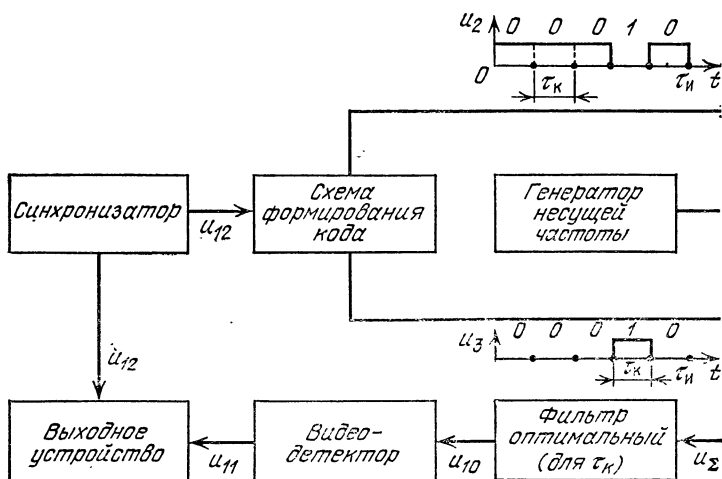 u₂ 0 0 0 1 0
0 τк τи t
Синхронизатор
u₁₂
Схема
формирования
кода
Генератор
несущей
частоты
u₃ 0 0 0 1 0
τк τи t
u₁₂
Выходное
устройство
u₁₁
Видео-
детектор
u₁₀
Фильтр
оптимальный
(для τк)
uΣ